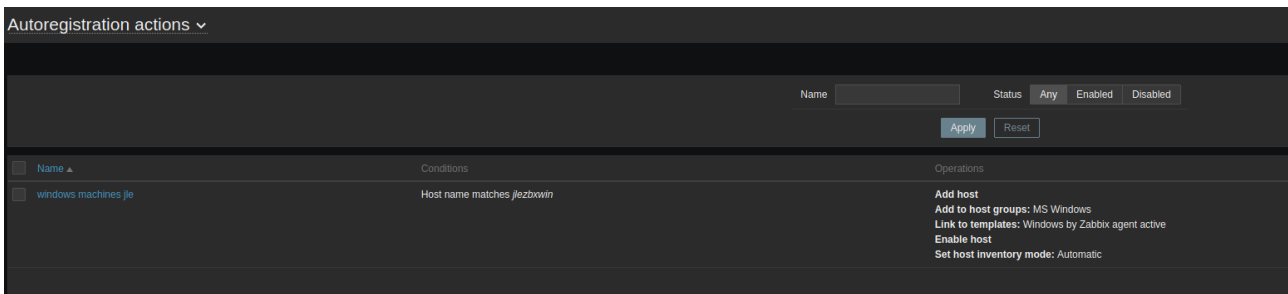 Autoregistration actions
Name Status Any Enabled Disabled
Apply Reset
Name Conditions Operations
windows machines jle Host name matches jlezbxwin Add host
Add to host groups: MS Windows
Link to templates: Windows by Zabbix agent active
Enable host
Set host inventory mode: Automatic